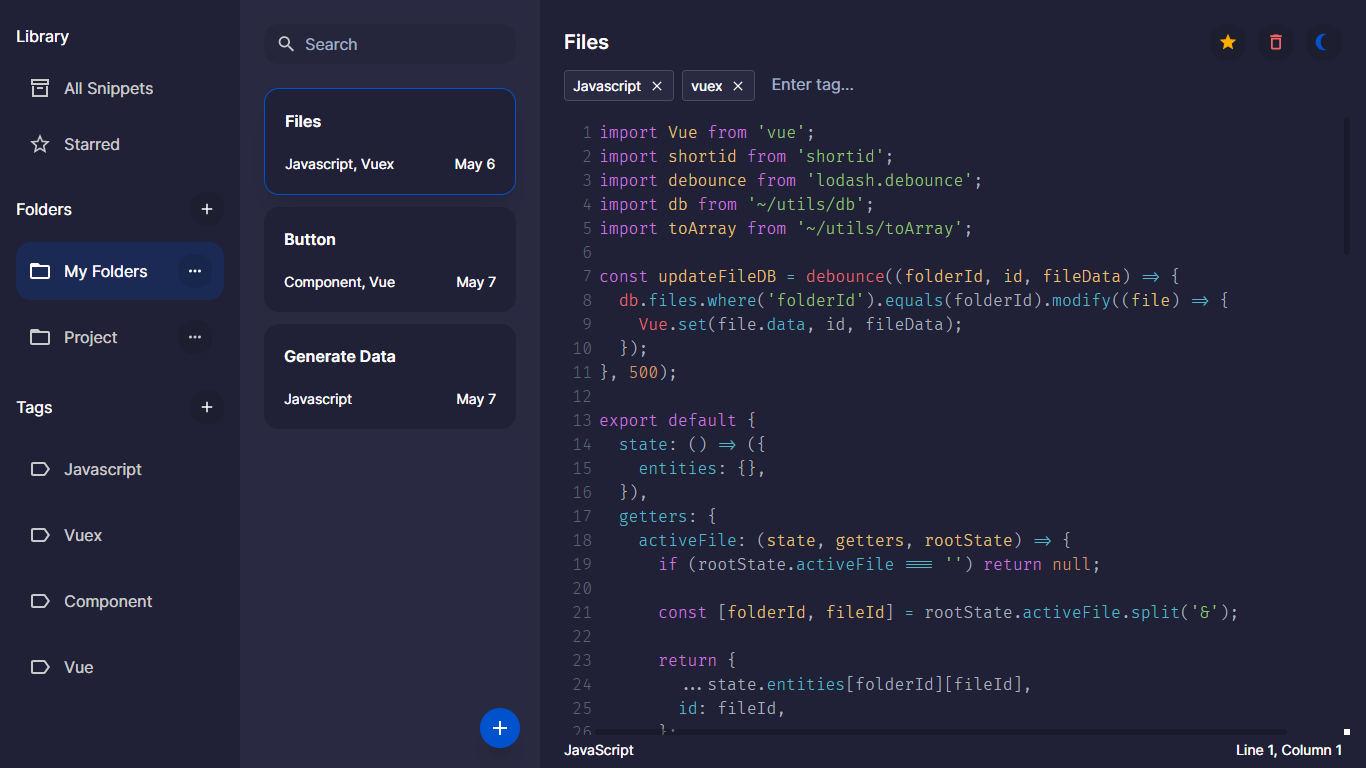 Library
All Snippets
Starred
Folders
My Folders
Project
Tags
Javascript
Vuex
Component
Vue
Search
Files
Javascript, Vuex May 6
Button
Component, Vue May 7
Generate Data
Javascript May 7
Files
Javascript vuex Enter tag...
1 import Vue from 'vue';
2 import shortid from 'shortid';
3 import debounce from 'lodash.debounce';
4 import db from '~/utils/db';
5 import toArray from '~/utils/toArray';
6
7 const updateFileDB = debounce((folderId, id, fileData) => {
8 db.files.where('folderId').equals(folderId).modify((file) => {
9 Vue.set(file.data, id, fileData);
10 });
11 }, 500);
12
13 export default {
14 state: () => ({
15 entities: {},
16 }),
17 getters: {
18 activeFile: (state, getters, rootState) => {
19 if (rootState.activeFile === '') return null;
20
21 const [folderId, fileId] = rootState.activeFile.split('&');
22
23 return {
24 ...state.entities[folderId][fileId],
25 id: fileId,
26 };
JavaScript Line 1, Column 1